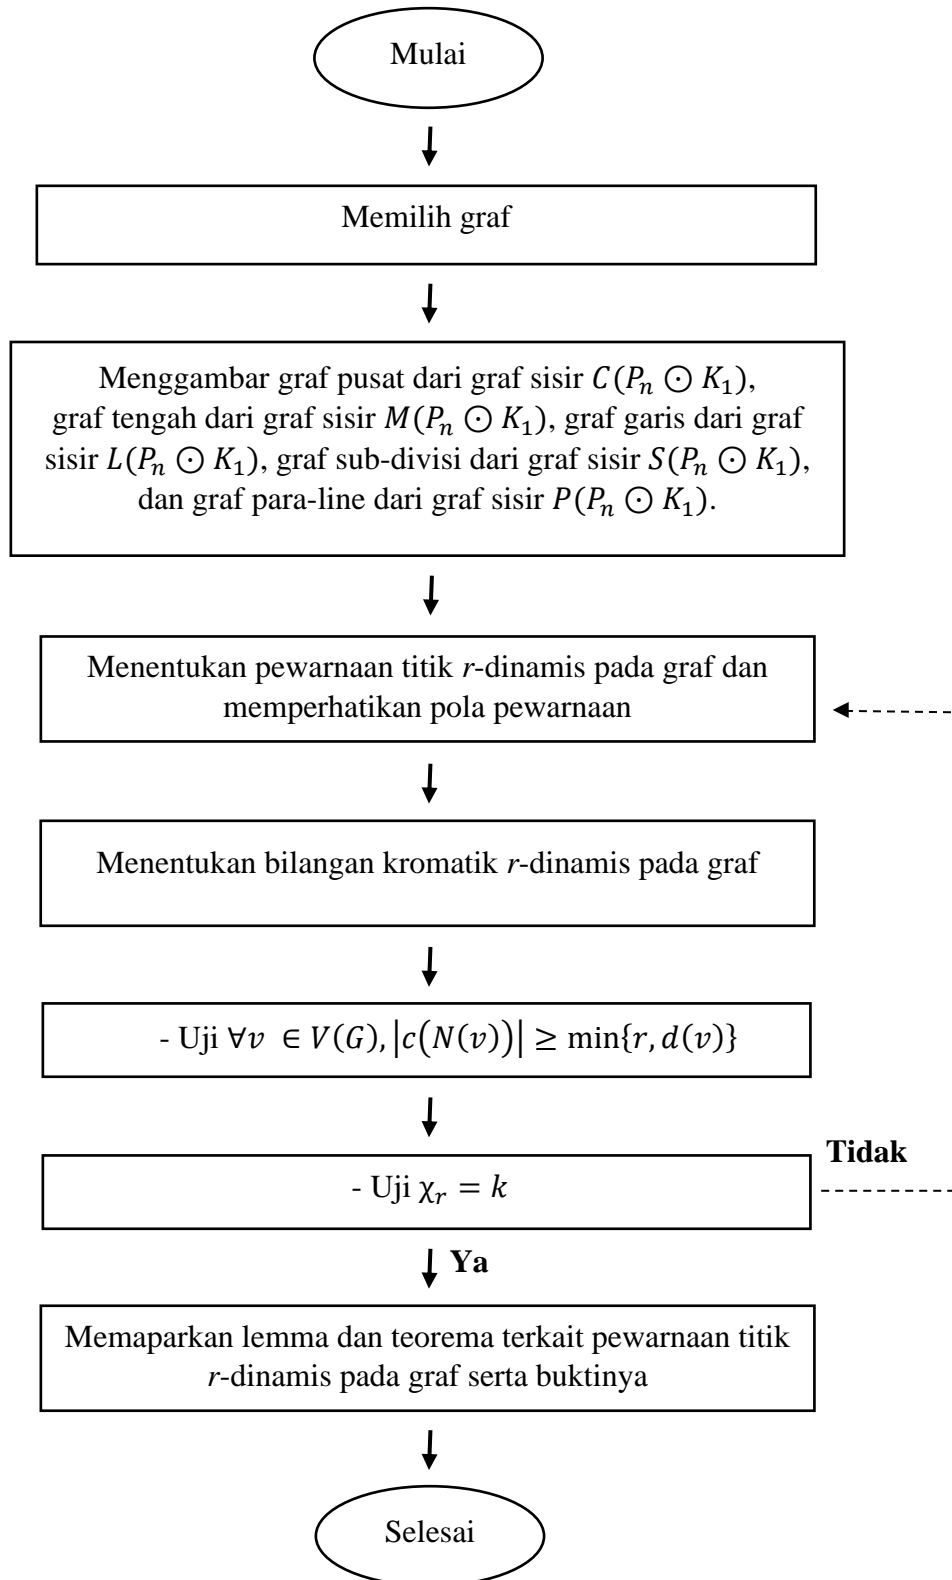 Mulai
Memilih graf
Menggambar graf pusat dari graf sisir 𝐶(𝑃ₙ ⊙ 𝐾₁),
graf tengah dari graf sisir 𝑀(𝑃ₙ ⊙ 𝐾₁), graf garis dari graf
sisir 𝐿(𝑃ₙ ⊙ 𝐾₁), graf sub-divisi dari graf sisir 𝑆(𝑃ₙ ⊙ 𝐾₁),
dan graf para-line dari graf sisir 𝑃(𝑃ₙ ⊙ 𝐾₁).
Menentukan pewarnaan titik r-dinamis pada graf dan
memperhatikan pola pewarnaan
Menentukan bilangan kromatik r-dinamis pada graf
- Uji ∀𝑣 ∈ 𝑉(𝐺), |𝑐(𝑁(𝑣))| ≥ min{𝑟, 𝑑(𝑣)}
Tidak
- Uji χᵣ = 𝑘
Ya
Memaparkan lemma dan teorema terkait pewarnaan titik
r-dinamis pada graf serta buktinya
Selesai